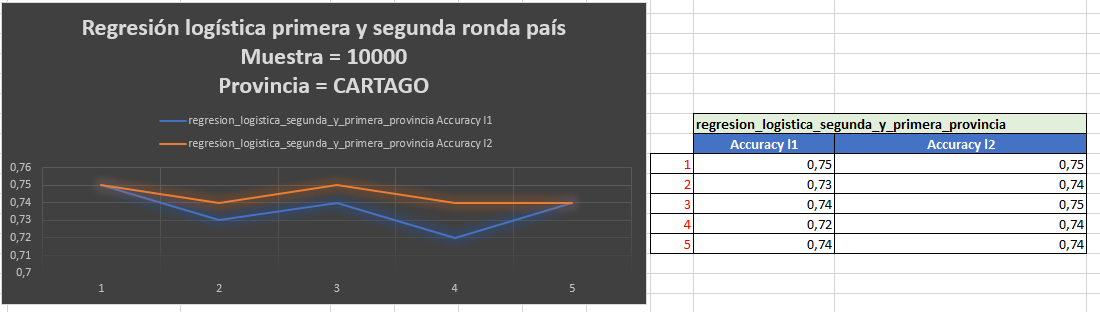 Regresión logística primera y segunda ronda país
Muestra = 10000
Provincia = CARTAGO
regresion_logistica_segunda_y_primera_provincia Accuracy l1
regresion_logistica_segunda_y_primera_provincia Accuracy l2
0,76
0,75
0,74
0,73
0,72
0,71
0,7
1 2 3 4 5
regresion_logistica_segunda_y_primera_provincia
Accuracy l1 Accuracy l2
1 0,75 0,75
2 0,73 0,74
3 0,74 0,75
4 0,72 0,74
5 0,74 0,74